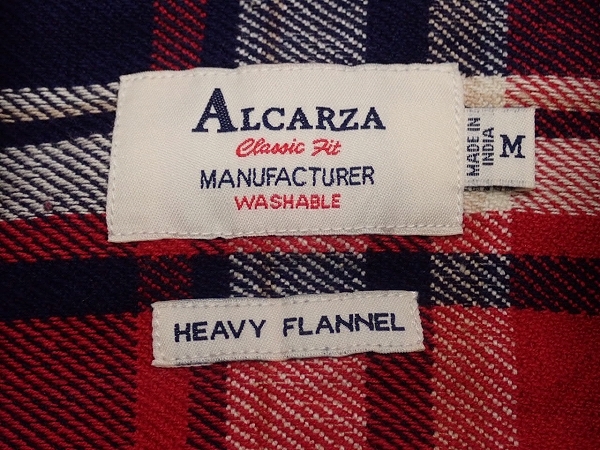 ALCARZA
Classic Fit
MANUFACTURER
WASHABLE
MADE IN
INDIA
M
HEAVY FLANNEL